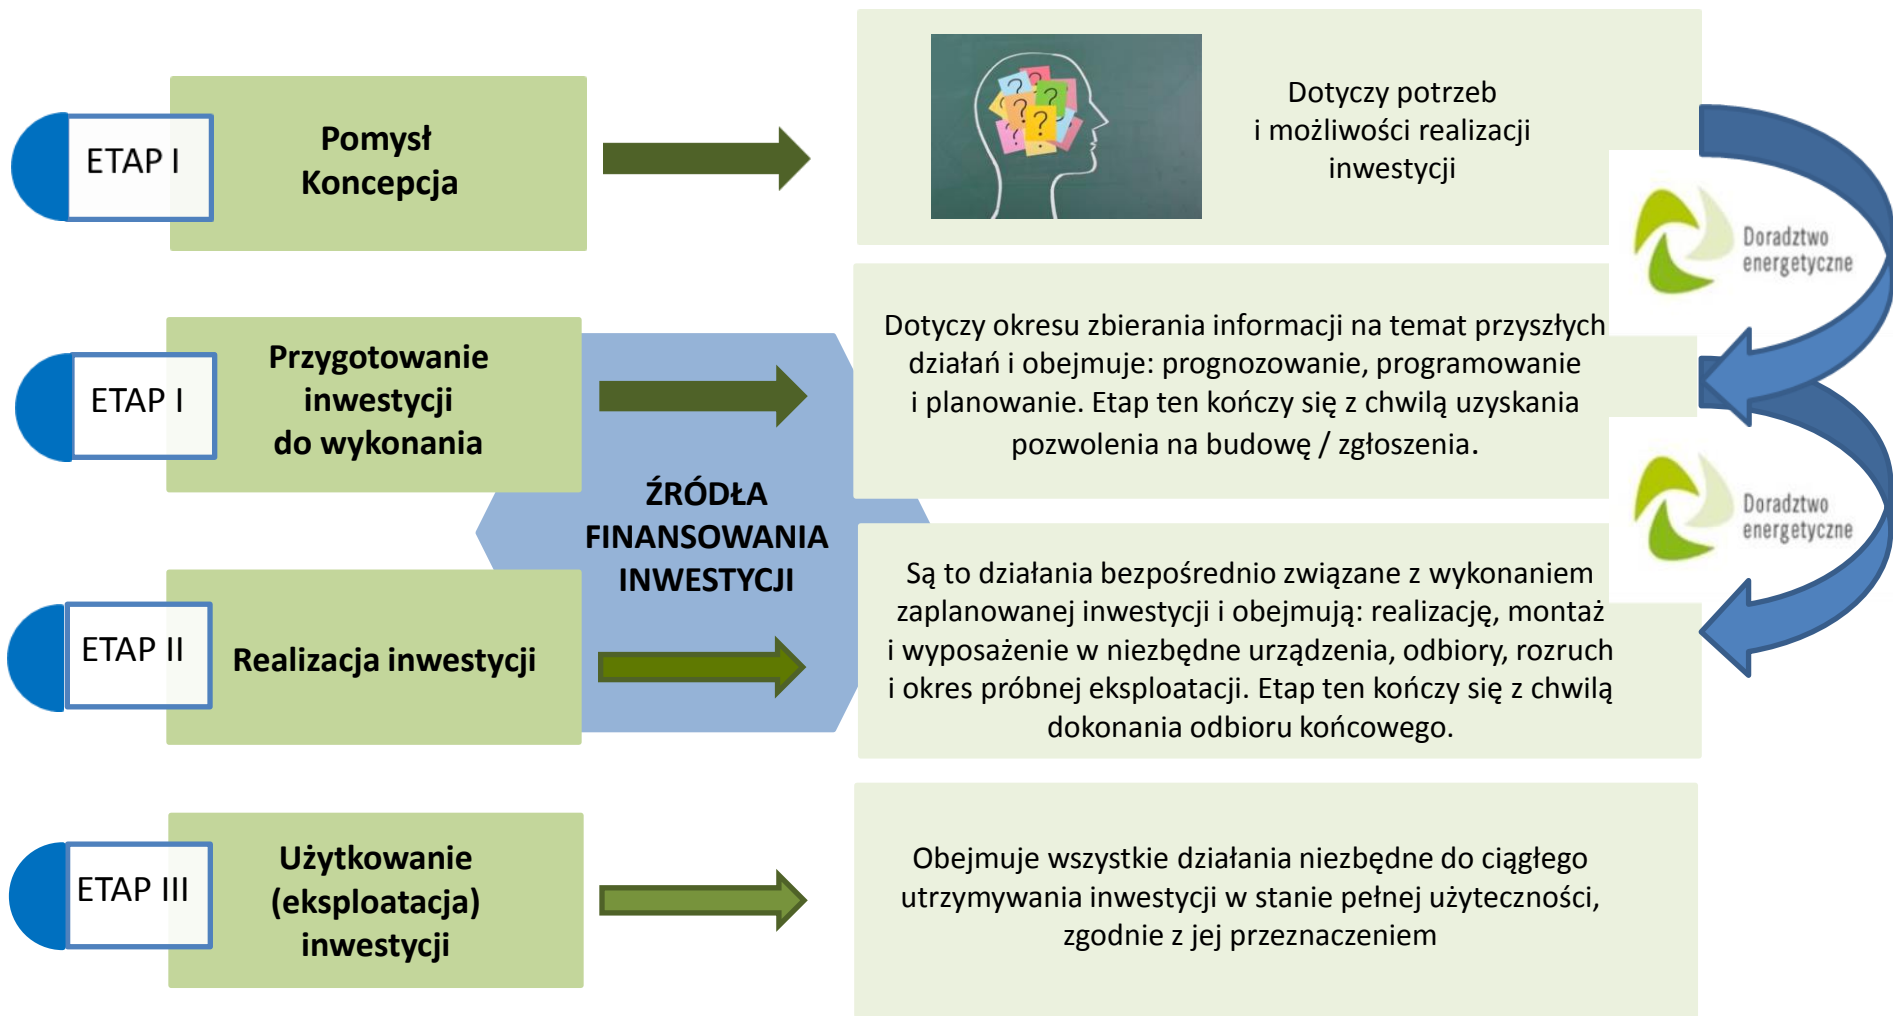 ETAP I
Pomysł
Koncepcja
Dotyczy potrzeb
i możliwości realizacji
inwestycji
Doradztwo
energetyczne
ETAP I
Przygotowanie
inwestycji
do wykonania
Dotyczy okresu zbierania informacji na temat przyszłych
działań i obejmuje: prognozowanie, programowanie
i planowanie. Etap ten kończy się z chwilą uzyskania
pozwolenia na budowę / zgłoszenia.
ŹRÓDŁA
FINANSOWANIA
INWESTYCJI
Doradztwo
energetyczne
ETAP II
Realizacja inwestycji
Są to działania bezpośrednio związane z wykonaniem
zaplanowanej inwestycji i obejmują: realizację, montaż
i wyposażenie w niezbędne urządzenia, odbiory, rozruch
i okres próbnej eksploatacji. Etap ten kończy się z chwilą
dokonania odbioru końcowego.
ETAP III
Użytkowanie
(eksploatacja)
inwestycji
Obejmuje wszystkie działania niezbędne do ciągłego
utrzymywania inwestycji w stanie pełnej użyteczności,
zgodnie z jej przeznaczeniem